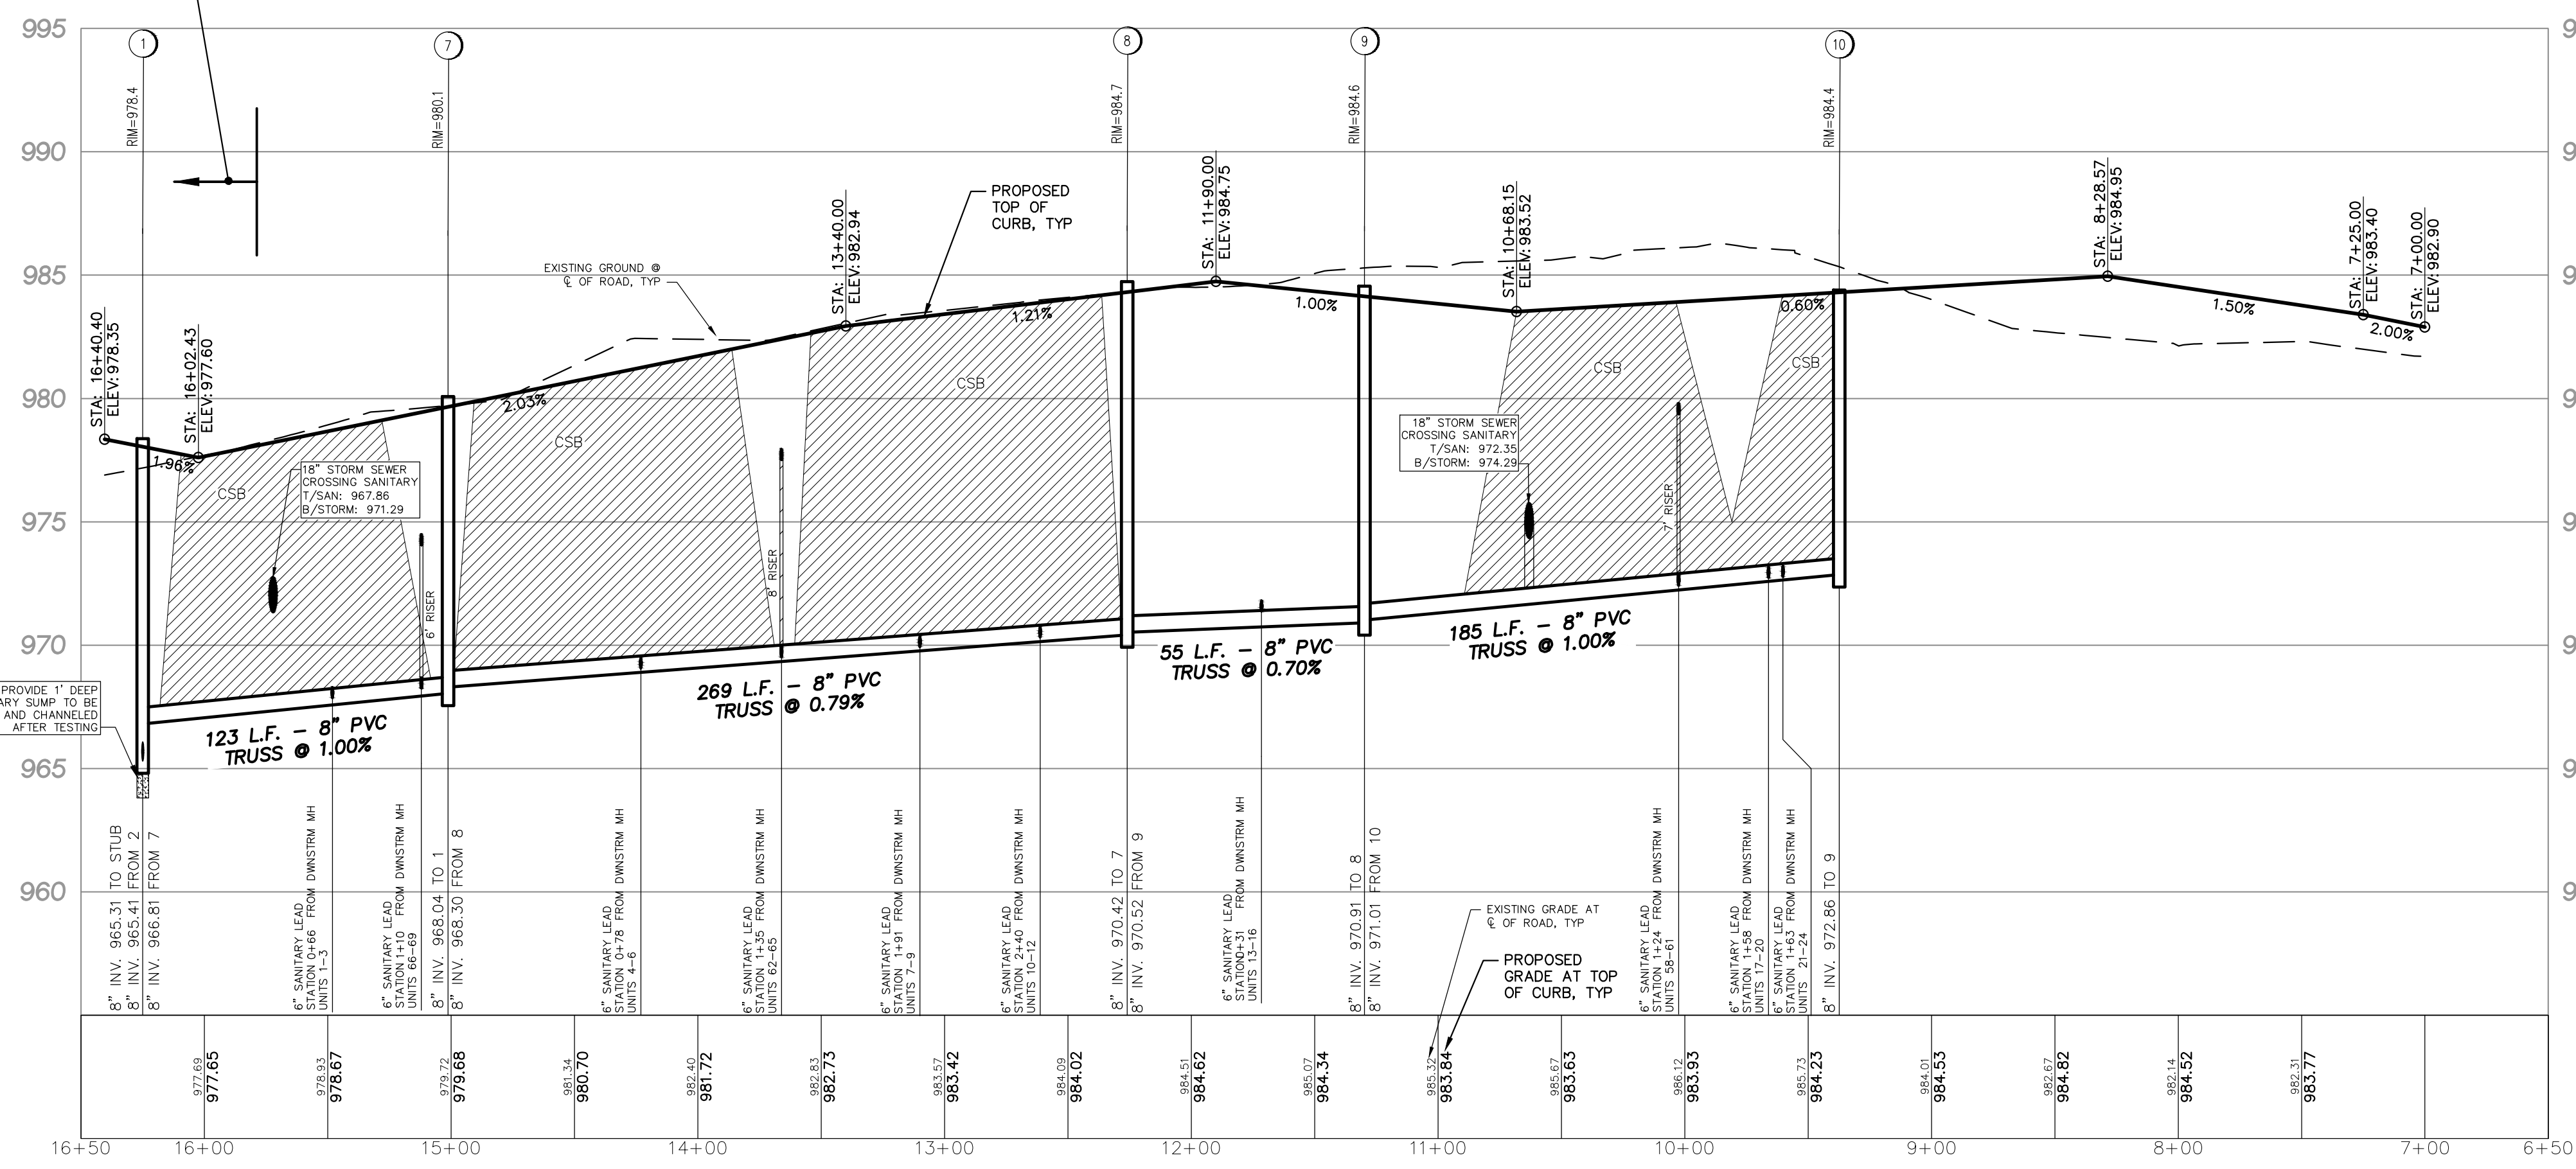 995
990
985
980
975
970
965
960
1
7
8
9
10
RIM=978.4
RIM=980.1
RIM=984.7
RIM=984.6
RIM=984.4
STA: 16+40.40
ELEV:978.35
STA: 16+02.43
ELEV:977.60
STA: 13+40.00
ELEV:982.94
STA: 11+90.00
ELEV:984.75
STA: 10+68.15
ELEV:983.52
STA: 8+28.57
ELEV:984.95
STA: 7+25.00
ELEV:983.40
STA: 7+00.00
ELEV:982.90
EXISTING GROUND @
℄ OF ROAD, TYP
PROPOSED
TOP OF
CURB, TYP
1.96%
2.03%
1.21%
1.00%
0.60%
1.50%
2.00%
CSB
CSB
CSB
CSB
CSB
18" STORM SEWER
CROSSING SANITARY
T/SAN: 967.86
B/STORM: 971.29
18" STORM SEWER
CROSSING SANITARY
T/SAN: 972.35
B/STORM: 974.29
6' RISER
8' RISER
7' RISER
PROVIDE 1' DEEP
ARY SUMP TO BE
AND CHANNELED
AFTER TESTING
123 L.F. – 8" PVC
TRUSS @ 1.00%
269 L.F. – 8" PVC
TRUSS @ 0.79%
55 L.F. – 8" PVC
TRUSS @ 0.70%
185 L.F. – 8" PVC
TRUSS @ 1.00%
8" INV. 965.31 TO STUB
8" INV. 965.41 FROM 2
8" INV. 966.81 FROM 7
6" SANITARY LEAD
STATION 0+66 FROM DWNSTRM MH
UNITS 1-3
6" SANITARY LEAD
STATION 1+10 FROM DWNSTRM MH
UNITS 66-69
8" INV. 968.04 TO 1
8" INV. 968.30 FROM 8
6" SANITARY LEAD
STATION 0+78 FROM DWNSTRM MH
UNITS 4-6
6" SANITARY LEAD
STATION 1+35 FROM DWNSTRM MH
UNITS 62-65
6" SANITARY LEAD
STATION 1+91 FROM DWNSTRM MH
UNITS 7-9
6" SANITARY LEAD
STATION 2+40 FROM DWNSTRM MH
UNITS 10-12
8" INV. 970.42 TO 7
8" INV. 970.52 FROM 9
6" SANITARY LEAD
STATION0+31 FROM DWNSTRM MH
UNITS 13-16
8" INV. 970.91 TO 8
8" INV. 971.01 FROM 10
EXISTING GRADE AT
℄ OF ROAD, TYP
PROPOSED
GRADE AT TOP
OF CURB, TYP
6" SANITARY LEAD
STATION 1+24 FROM DWNSTRM MH
UNITS 58-61
6" SANITARY LEAD
STATION 1+58 FROM DWNSTRM MH
UNITS 17-20
6" SANITARY LEAD
STATION 1+63 FROM DWNSTRM MH
UNITS 21-24
8" INV. 972.86 TO 9
977.69
977.65
978.93
978.67
979.72
979.68
981.34
980.70
982.40
981.72
982.83
982.73
983.57
983.42
984.09
984.02
984.51
984.62
985.07
984.34
985.32
983.84
985.67
983.63
986.12
983.93
985.73
984.23
984.01
984.53
982.67
984.82
982.14
984.52
982.31
983.77
16+50 16+00 15+00 14+00 13+00 12+00 11+00 10+00 9+00 8+00 7+00 6+50